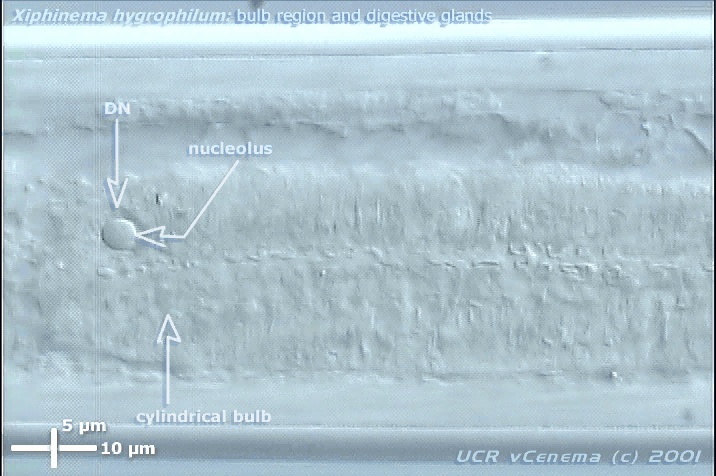 Xiphinema hygrophilum: bulb region and digestive glands
DN
nucleolus
cylindrical bulb
5 µm
10 µm
UCR vCenema (c) 2001